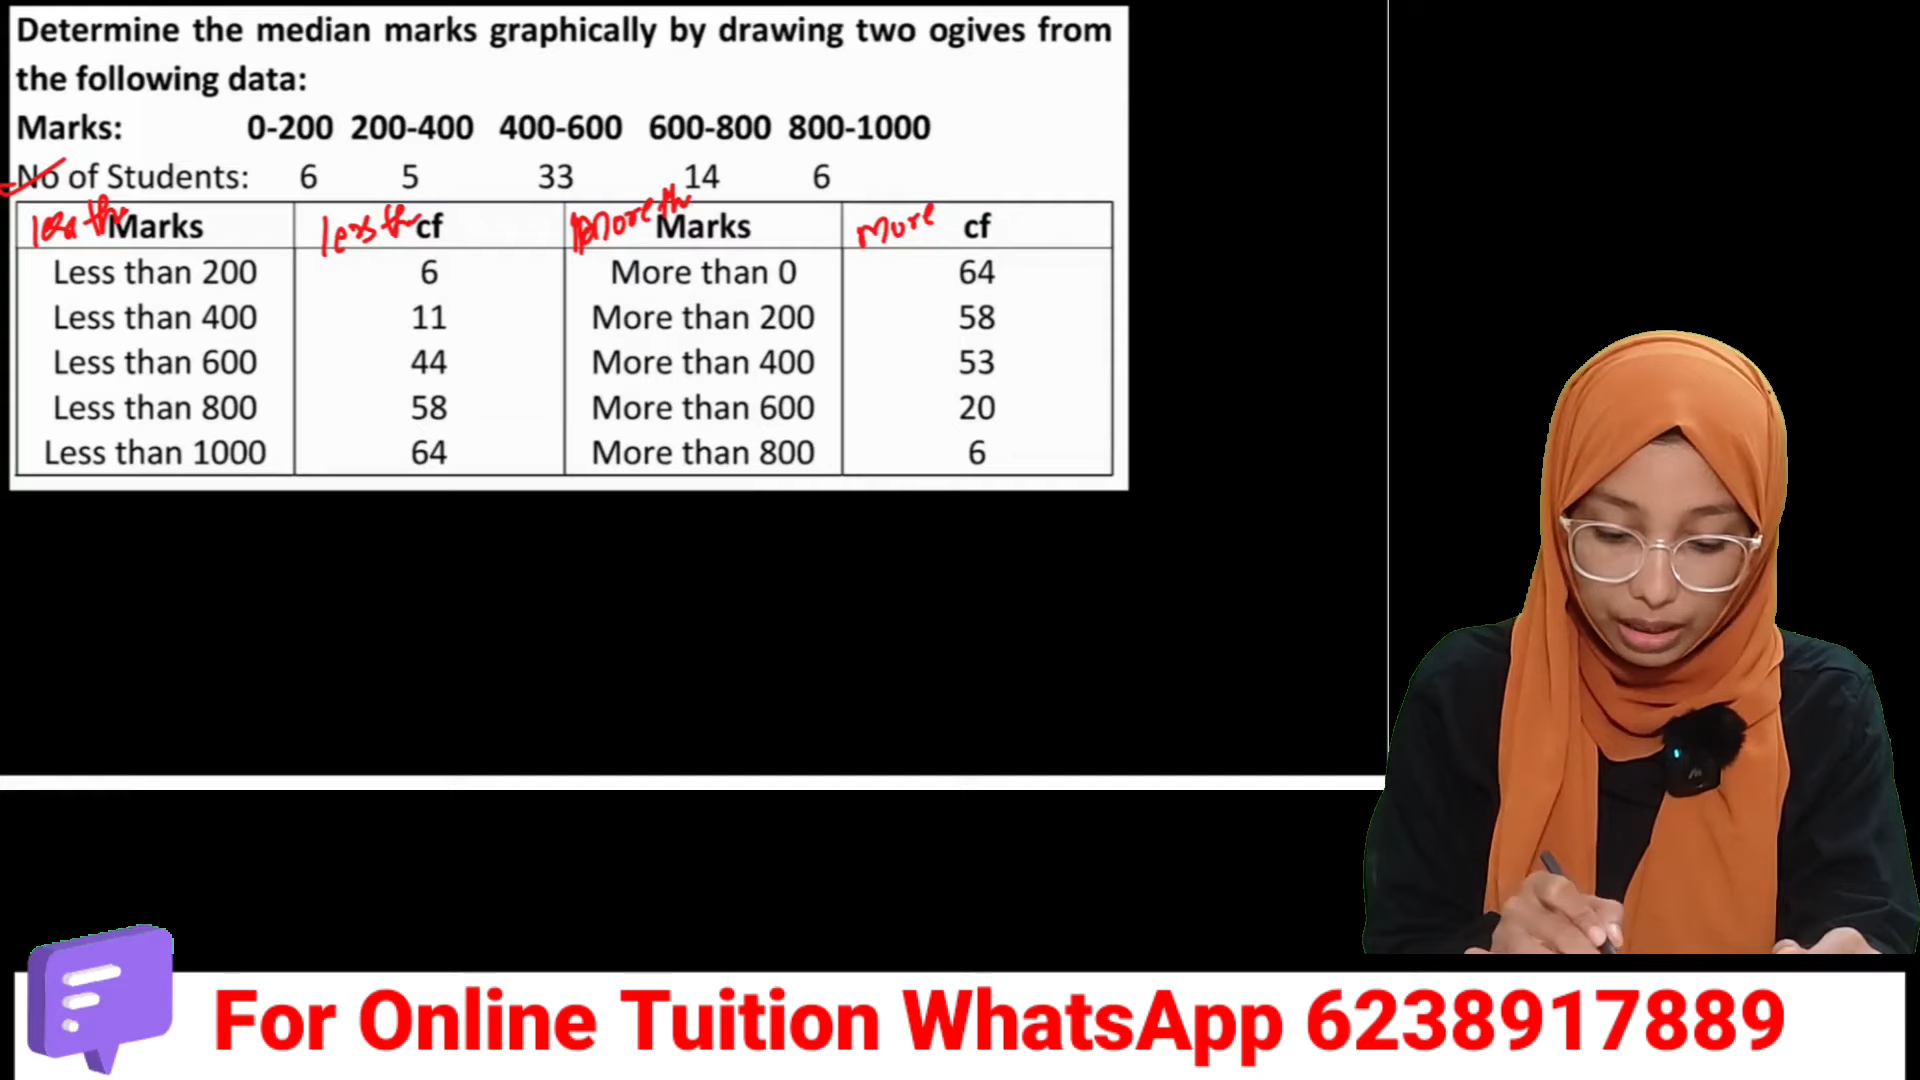 Determine the median marks graphically by drawing two ogives from
the following data:
Marks: 0-200 200-400 400-600 600-800 800-1000
No of Students: 6 5 33 14 6
less th Marks less th cf More th Marks More cf
Less than 200 6 More than 0 64
Less than 400 11 More than 200 58
Less than 600 44 More than 400 53
Less than 800 58 More than 600 20
Less than 1000 64 More than 800 6
For Online Tuition WhatsApp 6238917889